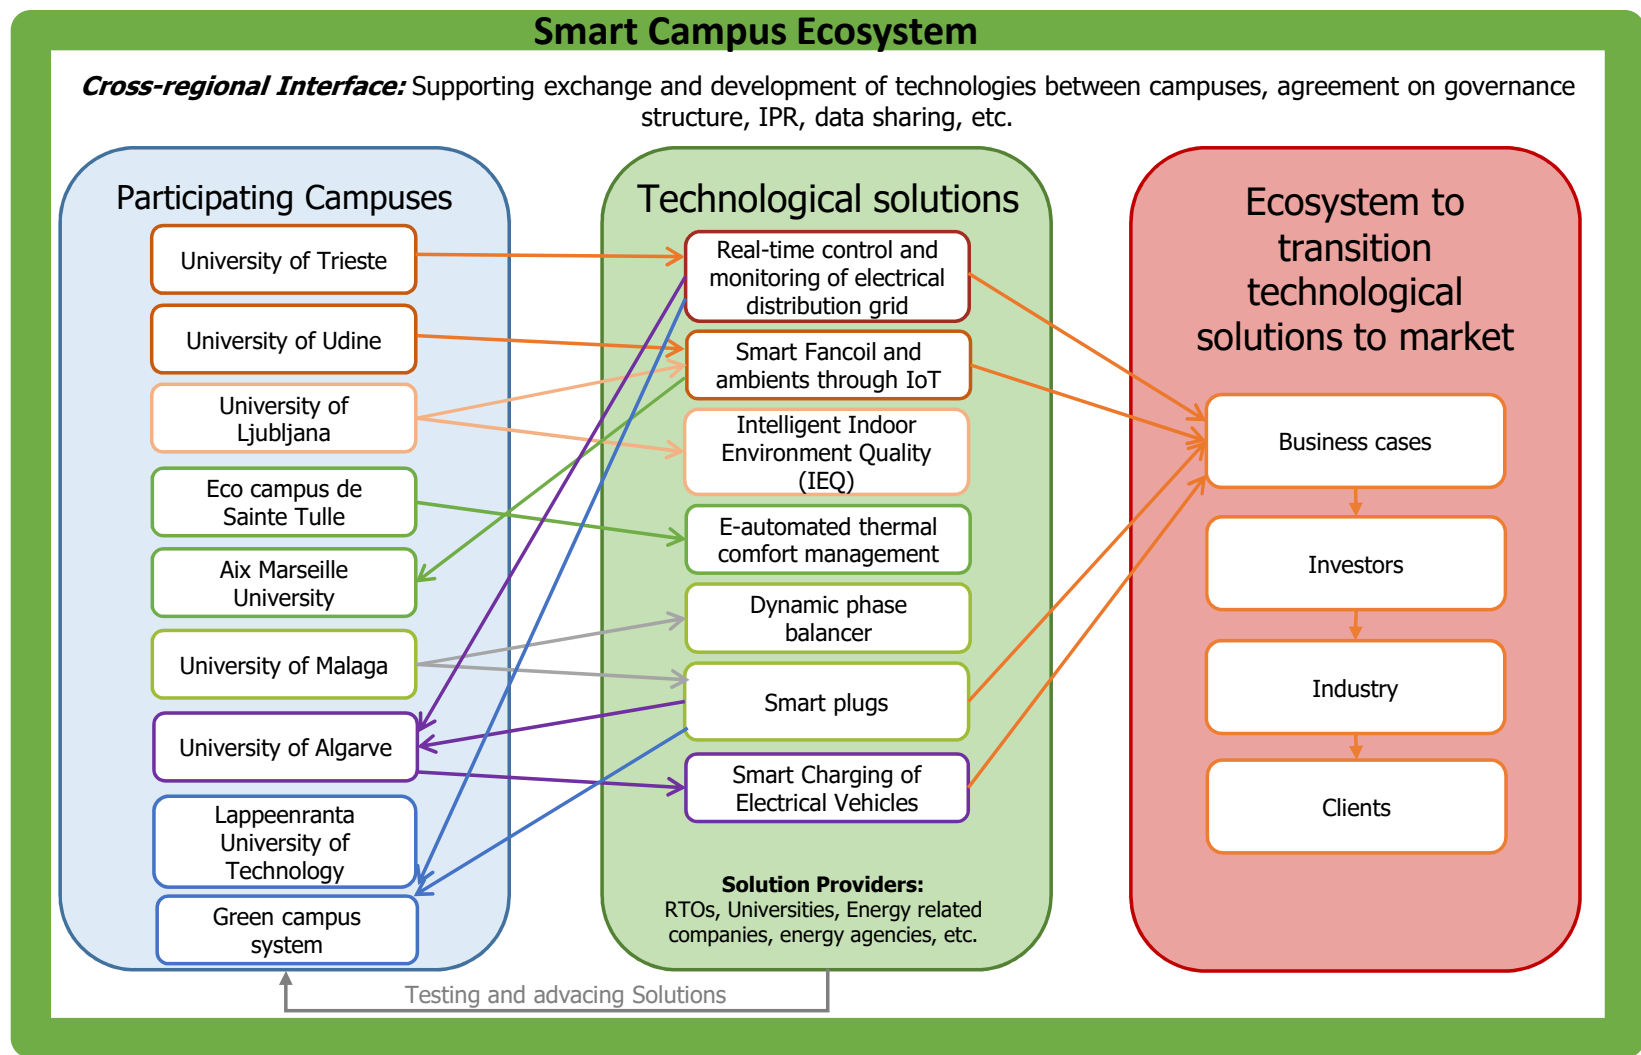 Smart Campus Ecosystem
Cross-regional Interface: Supporting exchange and development of technologies between campuses, agreement on governance
structure, IPR, data sharing, etc.
Participating Campuses
University of Trieste
University of Udine
University of
Ljubljana
Eco campus de
Sainte Tulle
Aix Marseille
University
University of Malaga
University of Algarve
Lappeenranta
University of
Technology
Green campus
system
Technological solutions
Real-time control and
monitoring of electrical
distribution grid
Smart Fancoil and
ambients through IoT
Intelligent Indoor
Environment Quality
(IEQ)
E-automated thermal
comfort management
Dynamic phase
balancer
Smart plugs
Smart Charging of
Electrical Vehicles
Solution Providers:
RTOs, Universities, Energy related
companies, energy agencies, etc.
Ecosystem to
transition
technological
solutions to market
Business cases
Investors
Industry
Clients
Testing and advacing Solutions